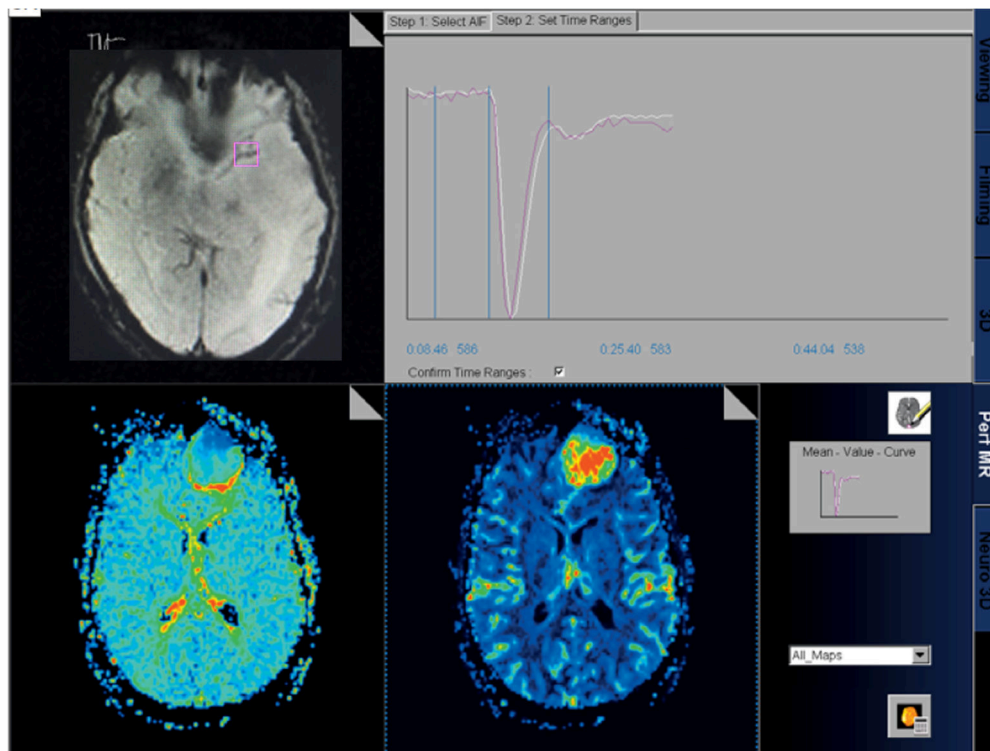 Step 1: Select AIF Step 2: Set Time Ranges
0:08.46 586 0:25.40 583 0:44.04 538
Confirm Time Ranges :
Mean - Value - Curve
All_Maps
Viewing
Filming
3D
Perf MR
Neuro 3D